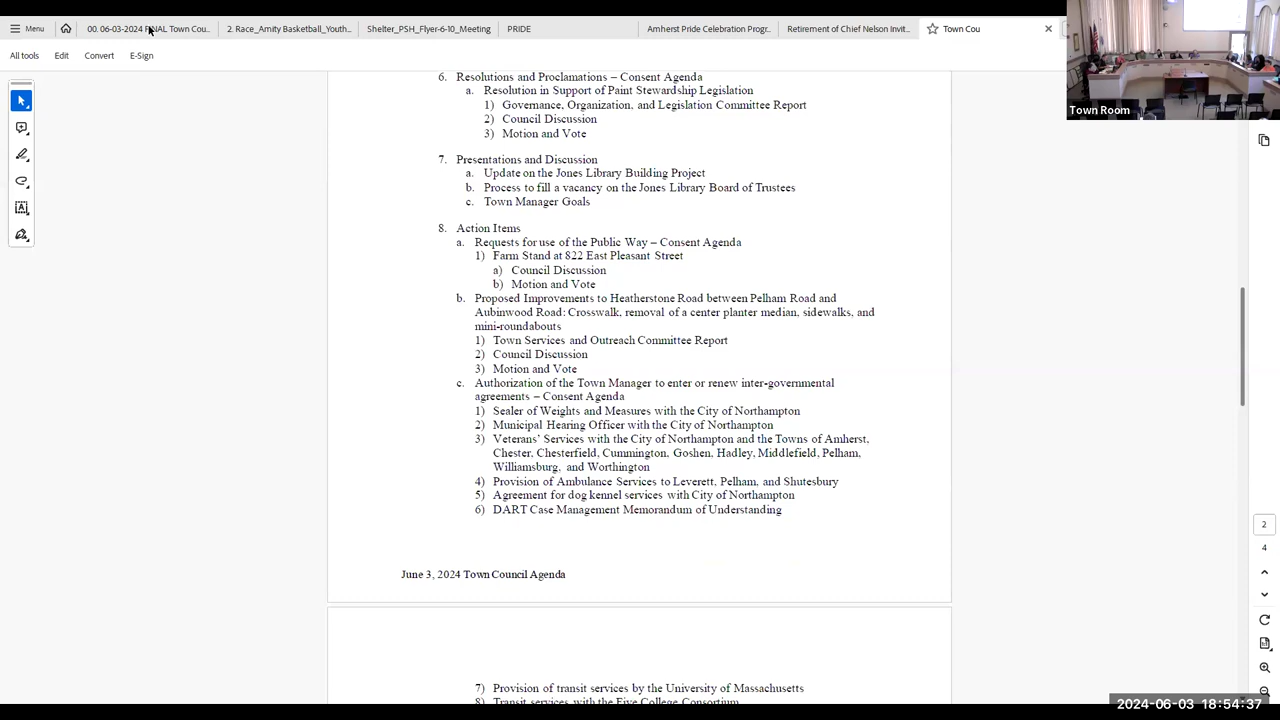 Menu
00. 06-03-2024 FINAL Town Cou...
2. Race_Amity Basketball_Youth...
Shelter_PSH_Flyer-6-10_Meeting
PRIDE
Amherst Pride Celebration Progr...
Retirement of Chief Nelson Invit...
Town Cou
All tools
Edit
Convert
E-Sign
Town Room
6. Resolutions and Proclamations – Consent Agenda
a. Resolution in Support of Paint Stewardship Legislation
1) Governance, Organization, and Legislation Committee Report
2) Council Discussion
3) Motion and Vote
7. Presentations and Discussion
a. Update on the Jones Library Building Project
b. Process to fill a vacancy on the Jones Library Board of Trustees
c. Town Manager Goals
8. Action Items
a. Requests for use of the Public Way – Consent Agenda
1) Farm Stand at 822 East Pleasant Street
a) Council Discussion
b) Motion and Vote
b. Proposed Improvements to Heatherstone Road between Pelham Road and
Aubinwood Road: Crosswalk, removal of a center planter median, sidewalks, and
mini-roundabouts
1) Town Services and Outreach Committee Report
2) Council Discussion
3) Motion and Vote
c. Authorization of the Town Manager to enter or renew inter-governmental
agreements – Consent Agenda
1) Sealer of Weights and Measures with the City of Northampton
2) Municipal Hearing Officer with the City of Northampton
3) Veterans' Services with the City of Northampton and the Towns of Amherst,
Chester, Chesterfield, Cummington, Goshen, Hadley, Middlefield, Pelham,
Williamsburg, and Worthington
4) Provision of Ambulance Services to Leverett, Pelham, and Shutesbury
5) Agreement for dog kennel services with City of Northampton
6) DART Case Management Memorandum of Understanding
June 3, 2024 Town Council Agenda
7) Provision of transit services by the University of Massachusetts
8) Transit services with the Five College Consortium
2
4
2024-06-03 18:54:37